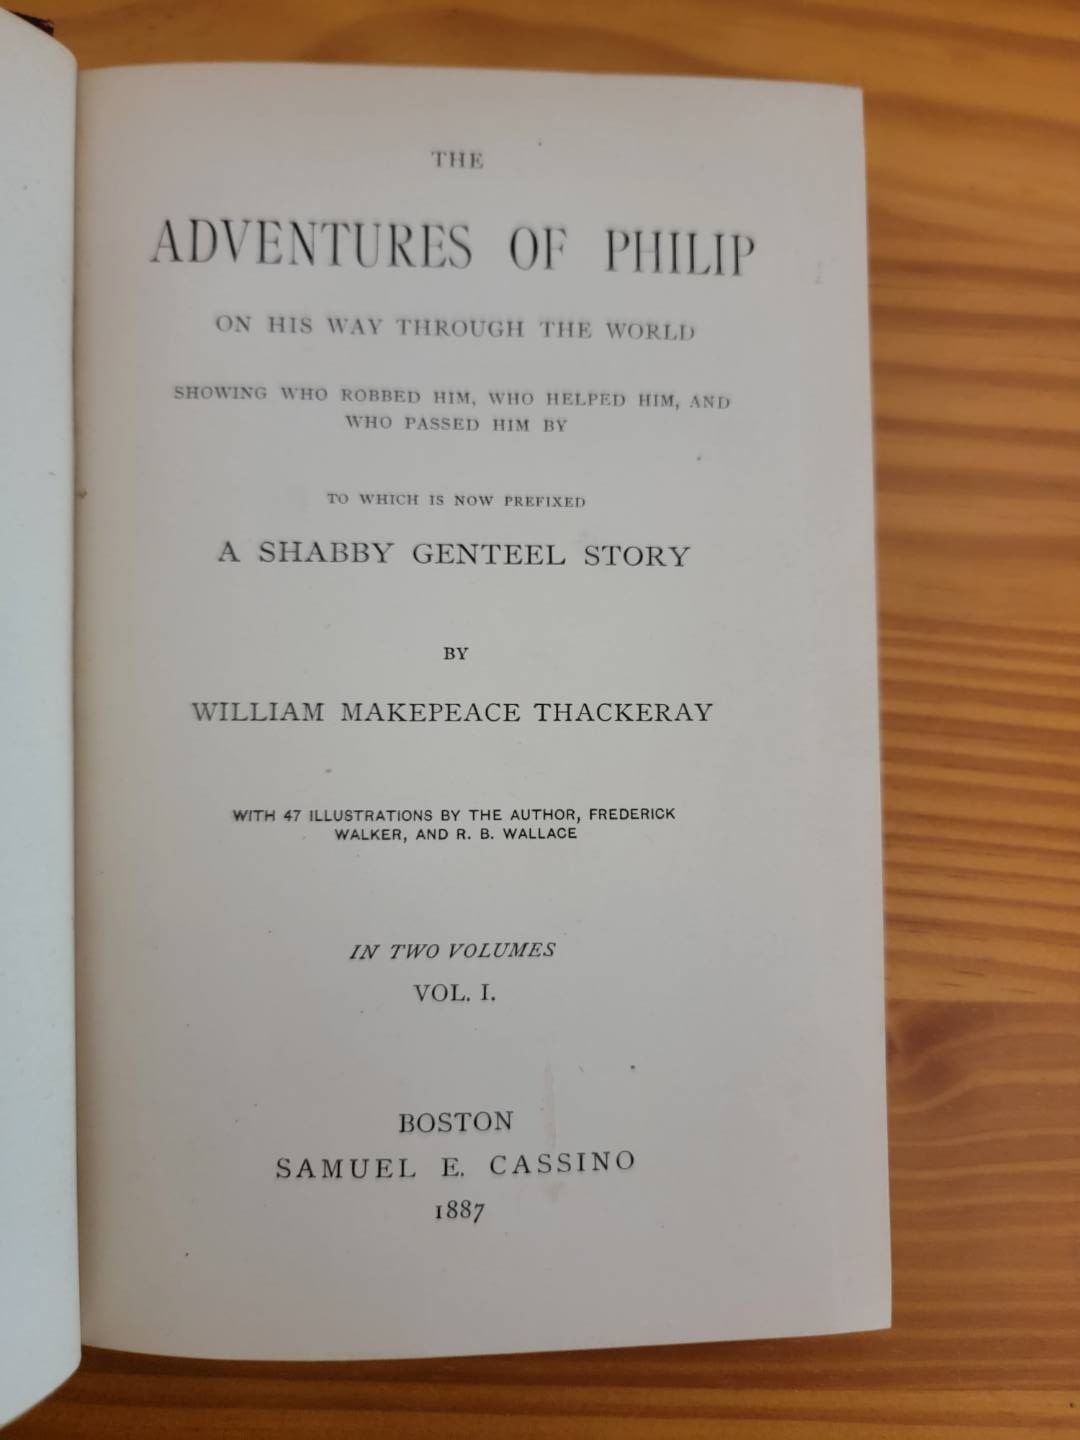 THE
ADVENTURES OF PHILIP
ON HIS WAY THROUGH THE WORLD
SHOWING WHO ROBBED HIM, WHO HELPED HIM, AND
WHO PASSED HIM BY
TO WHICH IS NOW PREFIXED
A SHABBY GENTEEL STORY
BY
WILLIAM MAKEPEACE THACKERAY
WITH 47 ILLUSTRATIONS BY THE AUTHOR, FREDERICK
WALKER, AND R. B. WALLACE
IN TWO VOLUMES
VOL. I.
BOSTON
SAMUEL E. CASSINO
1887